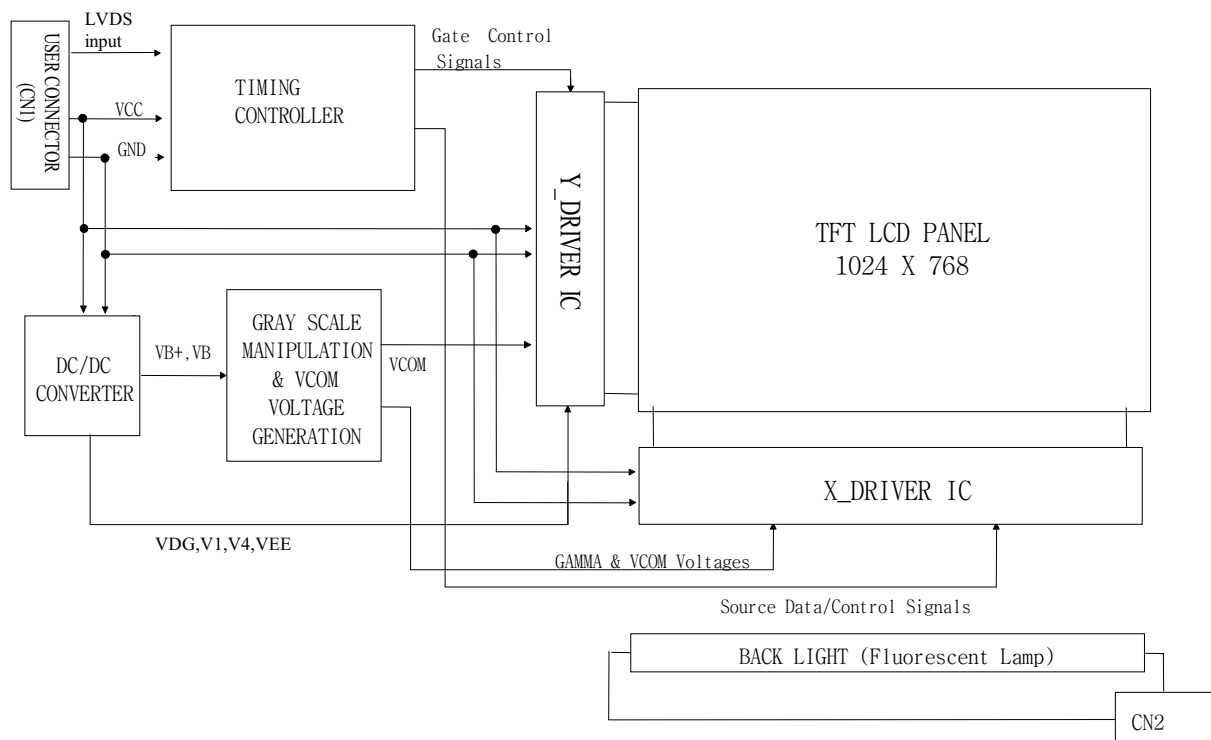 LVDS
input
USER CONNECTOR
(CN1)
VCC
GND
TIMING
CONTROLLER
Gate Control
Signals
Y_DRIVER IC
TFT LCD PANEL
1024 X 768
DC/DC
CONVERTER
VB+,VB
GRAY SCALE
MANIPULATION
& VCOM
VOLTAGE
GENERATION
VCOM
X_DRIVER IC
VDG,V1,V4,VEE
GAMMA & VCOM Voltages
Source Data/Control Signals
BACK LIGHT (Fluorescent Lamp)
CN2